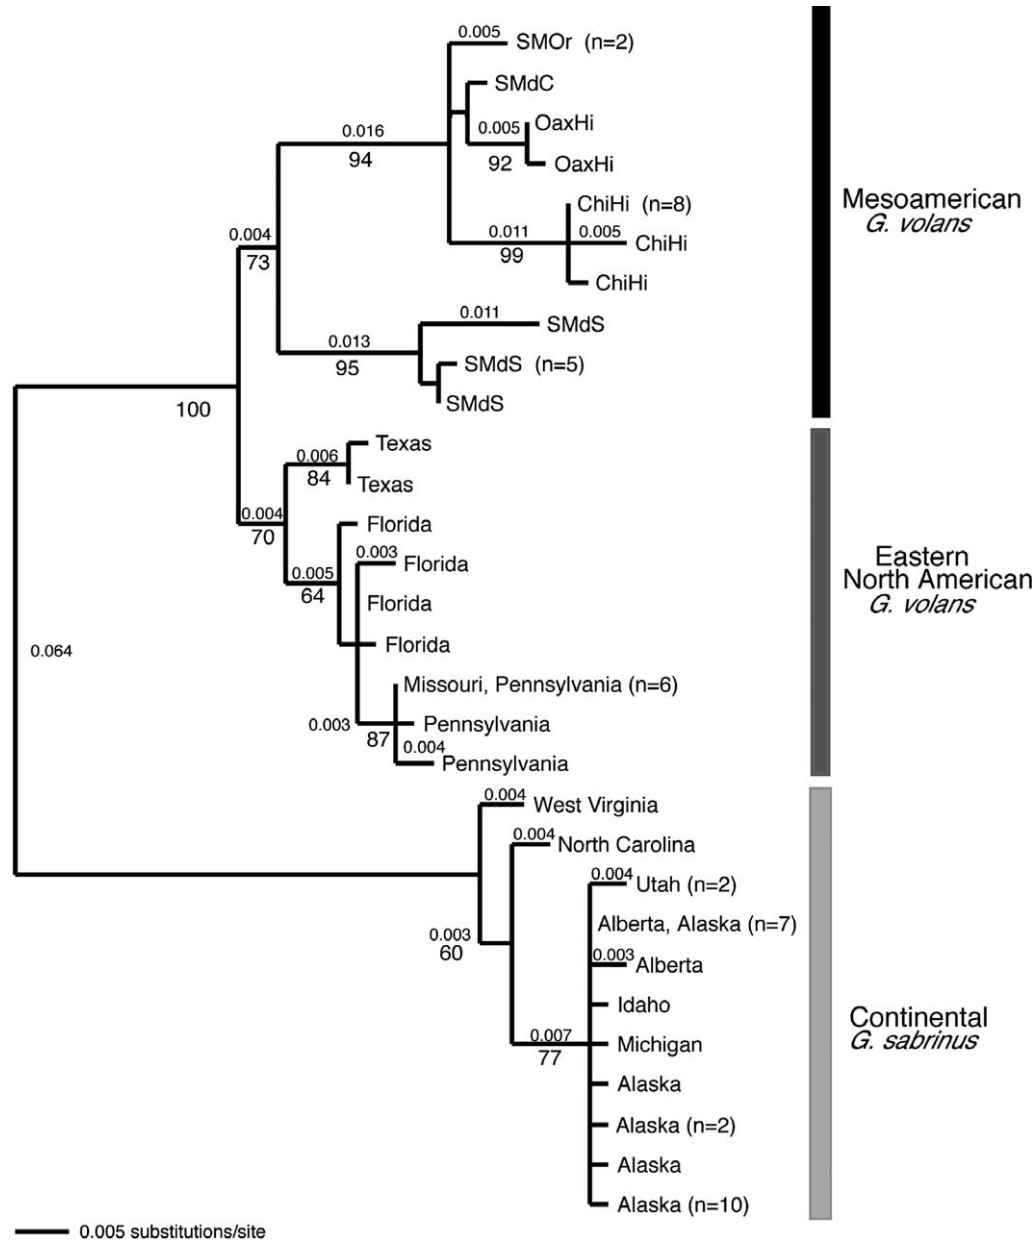 0.005
SMOr (n=2)
SMdC
0.016
94
0.005
92
OaxHi
OaxHi
ChiHi (n=8)
0.011
99
0.005
ChiHi
ChiHi
Mesoamerican
G. volans
0.004
73
0.011
SMdS
0.013
95
SMdS (n=5)
SMdS
100
Texas
0.006
84
Texas
0.004
70
Florida
0.003
Florida
0.005
64
Florida
Florida
Eastern
North American
G. volans
0.064
Missouri, Pennsylvania (n=6)
0.003
87
Pennsylvania
0.004
Pennsylvania
0.004
West Virginia
0.004
North Carolina
0.004
Utah (n=2)
Alberta, Alaska (n=7)
0.003
60
0.003
Alberta
Idaho
0.007
77
Michigan
Alaska
Alaska (n=2)
Alaska
Alaska (n=10)
Continental
G. sabrinus
0.005 substitutions/site